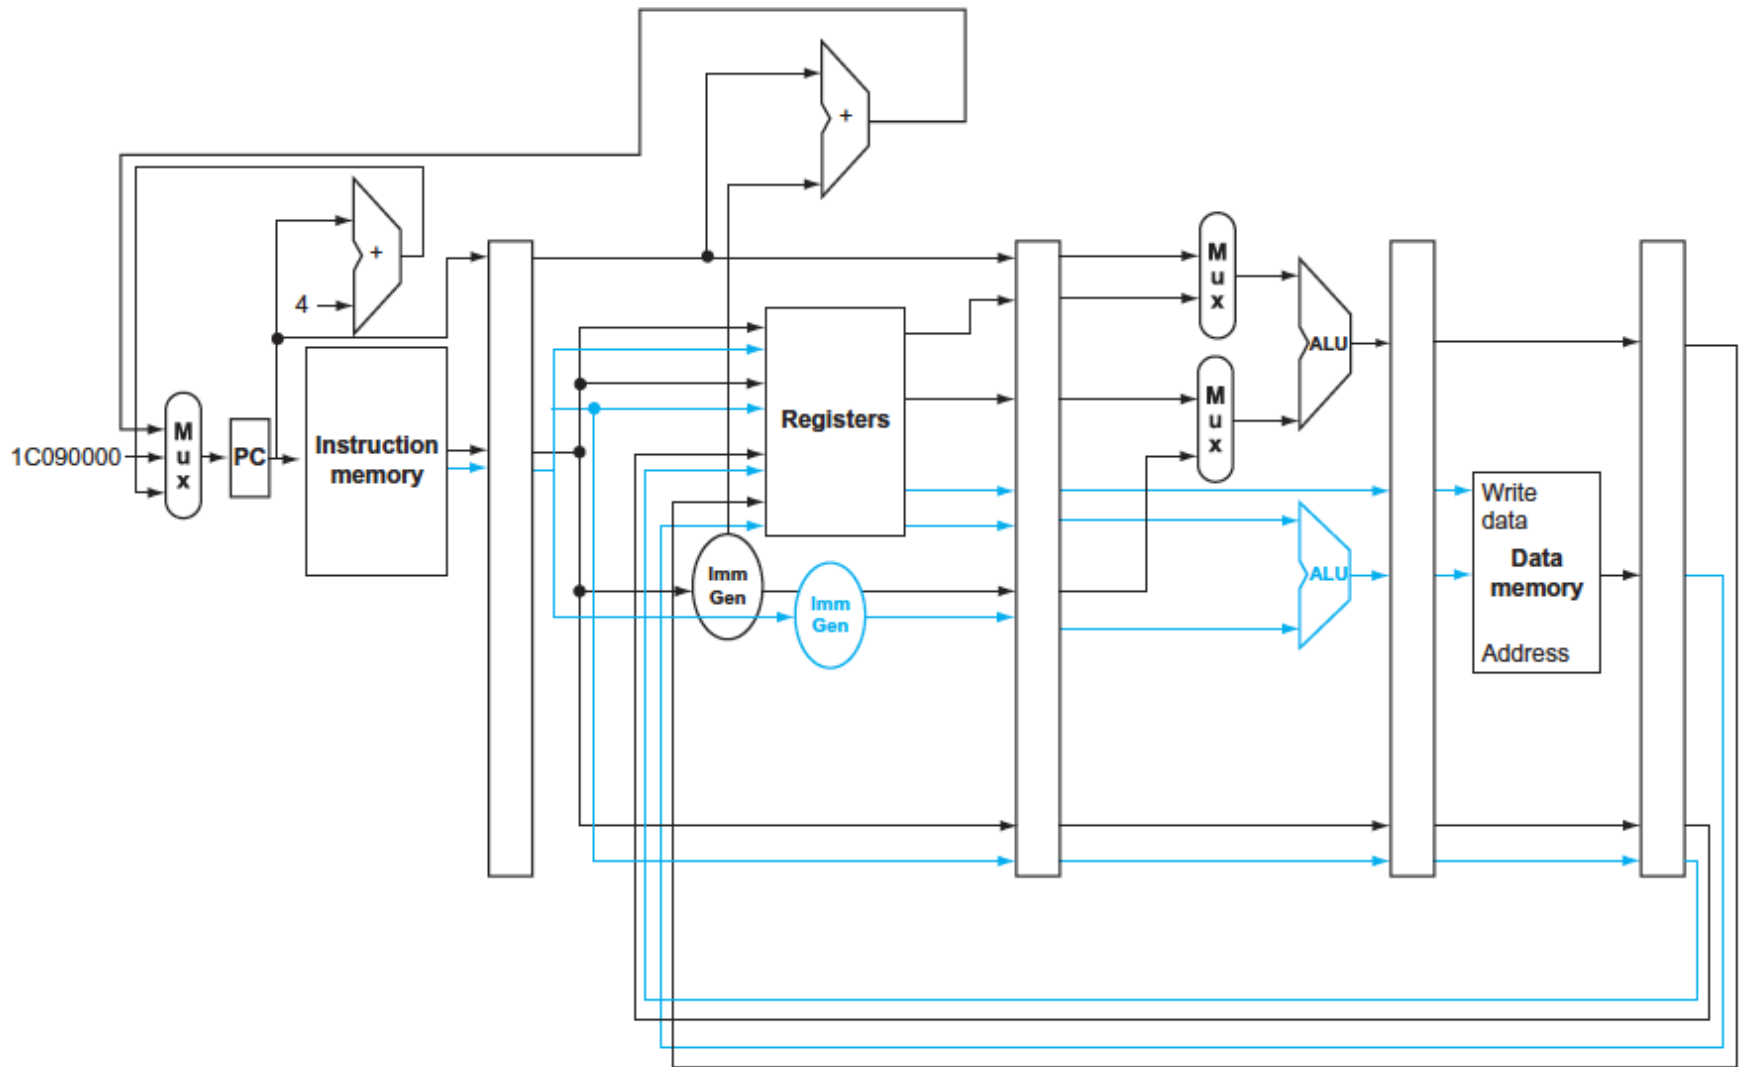 +
+
4
M
u
x
1C090000
PC
Instruction
memory
Registers
Imm
Gen
Imm
Gen
M
u
x
M
u
x
ALU
ALU
Write
data
Data
memory
Address